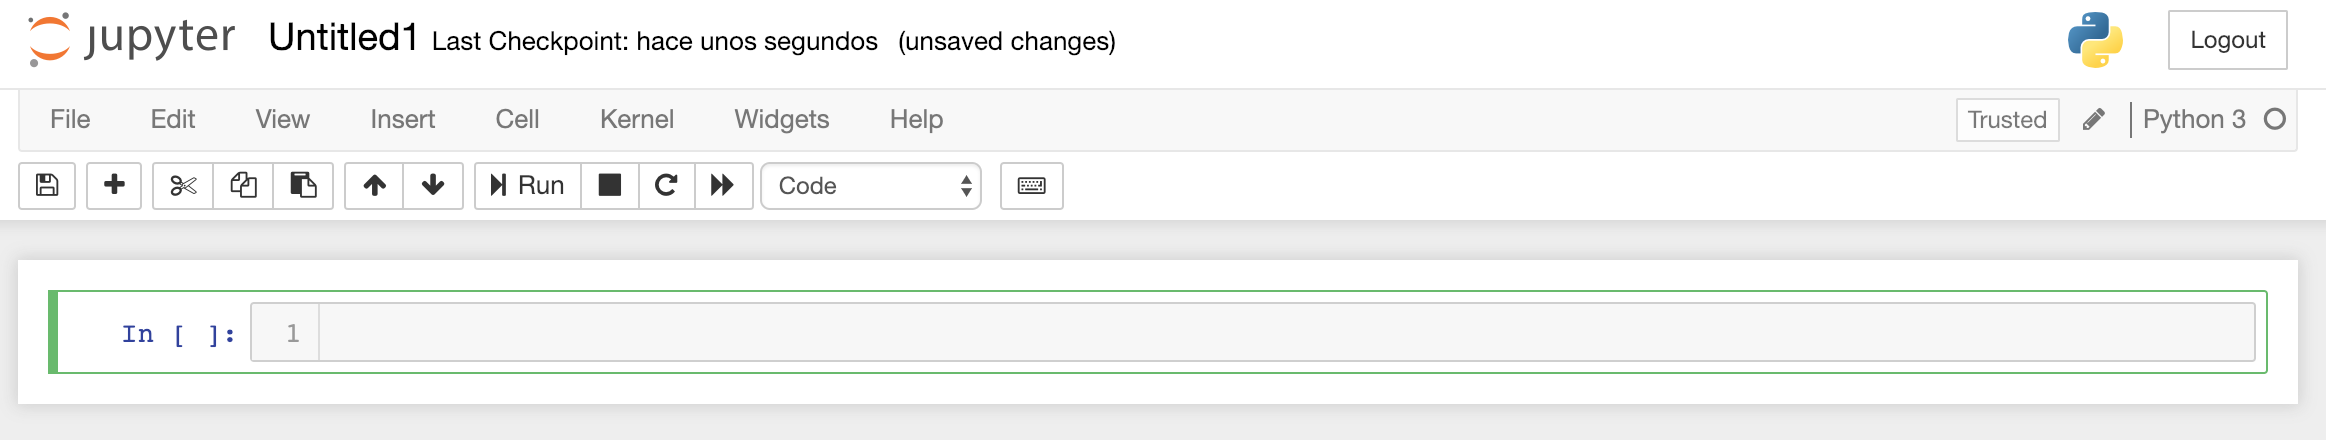 jupyter Untitled1 Last Checkpoint: hace unos segundos (unsaved changes) Logout
File Edit View Insert Cell Kernel Widgets Help Trusted Python 3
Run Code
In [ ]: 1